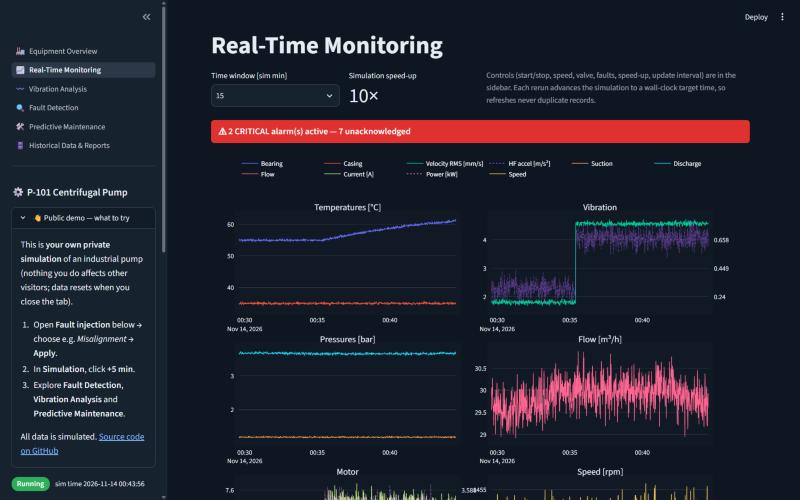 Deploy
Equipment Overview
Real-Time Monitoring
Vibration Analysis
Fault Detection
Predictive Maintenance
Historical Data & Reports
P-101 Centrifugal Pump
Public demo — what to try
This is your own private
simulation of an industrial pump
(nothing you do affects other
visitors; data resets when you
close the tab).
1. Open Fault injection below →
choose e.g. Misalignment →
Apply.
2. In Simulation, click +5 min.
3. Explore Fault Detection,
Vibration Analysis and
Predictive Maintenance.
All data is simulated. Source code
on GitHub
Running sim time 2026-11-14 00:43:56
Real-Time Monitoring
Time window [sim min]
15
Simulation speed-up
10×
Controls (start/stop, speed, valve, faults, speed-up, update interval) are in the
sidebar. Each rerun advances the simulation to a wall-clock target time, so
refreshes never duplicate records.
2 CRITICAL alarm(s) active — 7 unacknowledged
Bearing Casing Velocity RMS [mm/s] HF accel [m/s²] Suction Discharge
Flow Current [A] Power [kW] Speed
Temperatures [°C]
60
50
40
00:30 00:35 00:40
Nov 14, 2026
Vibration
4
3
2
0.658
0.449
0.24
00:30 00:35 00:40
Nov 14, 2026
Pressures [bar]
3
2
00:30 00:35 00:40
Nov 14, 2026
Flow [m³/h]
30.5
30
29.5
29
00:30 00:35 00:40
Nov 14, 2026
Motor
7.6
Speed [rpm]